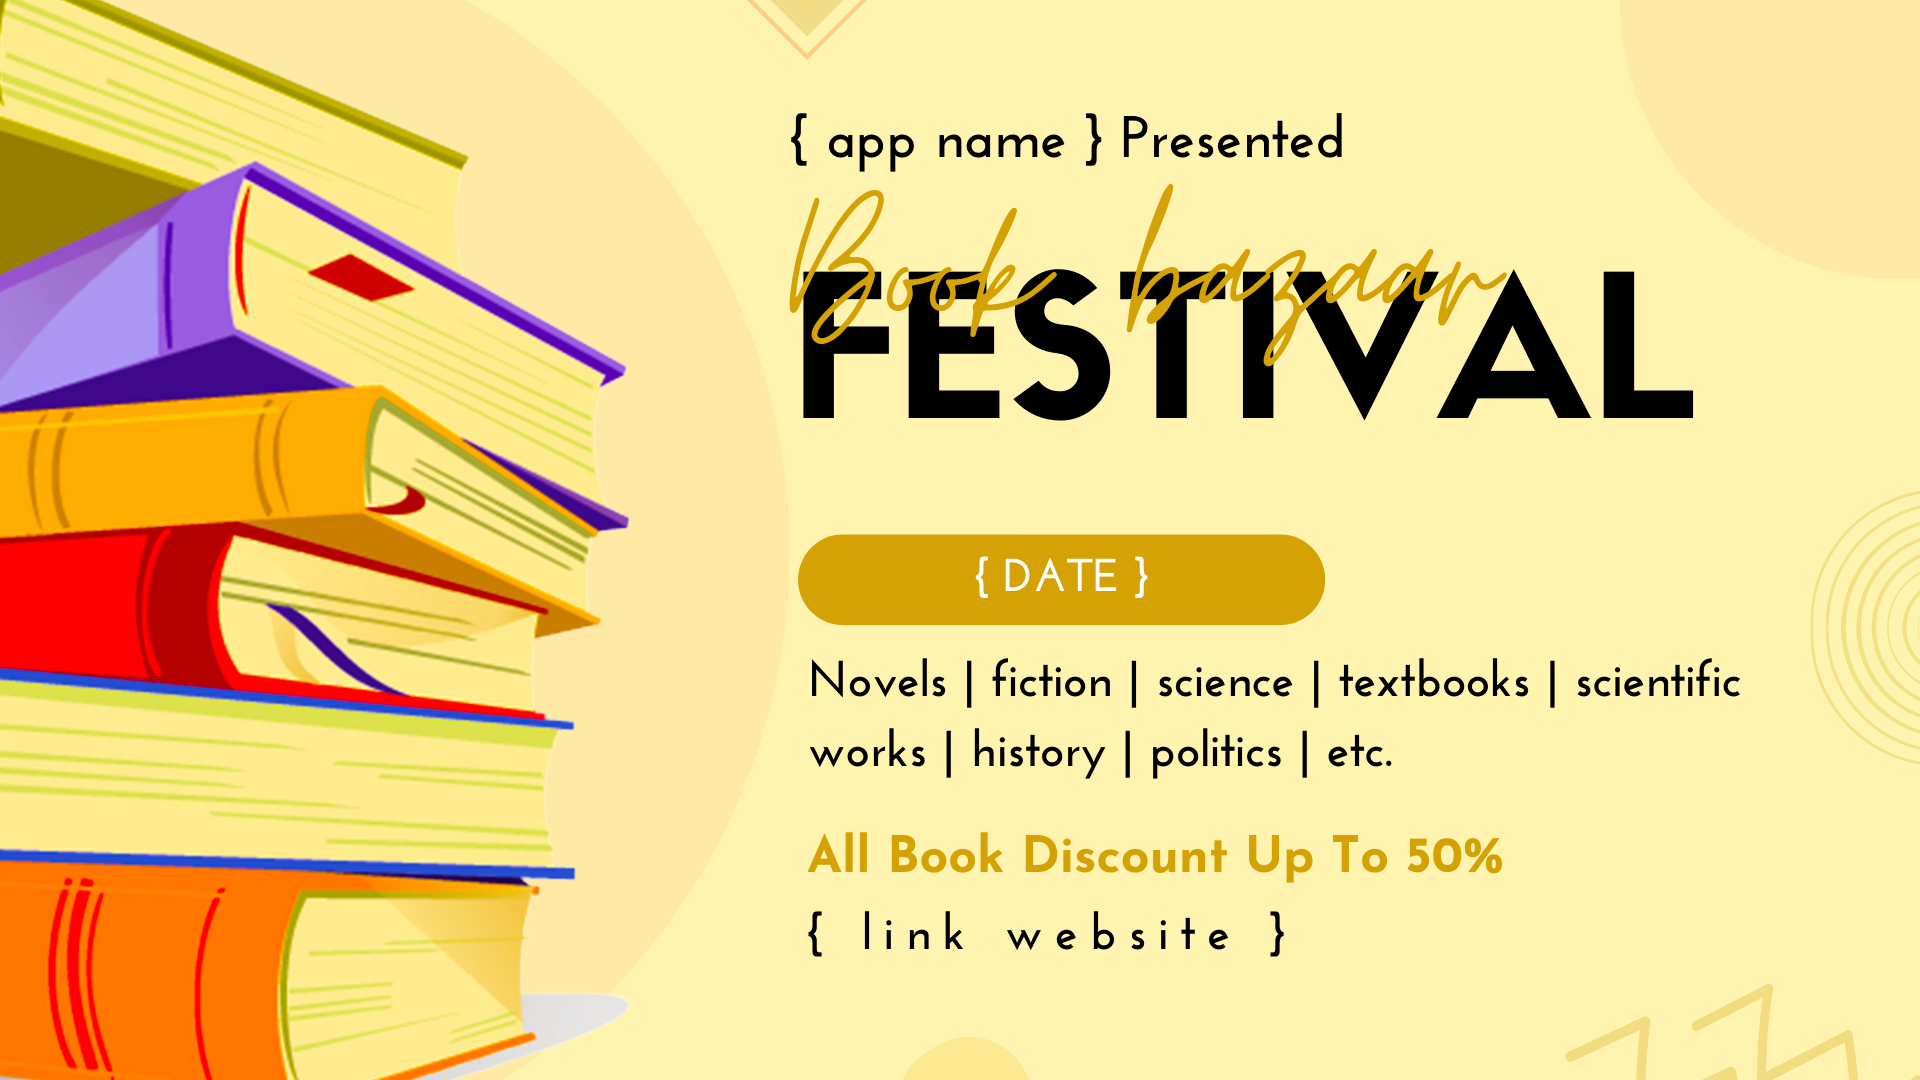 { app name } Presented
Book bazaar
FESTIVAL
{ DATE }
Novels | fiction | science | textbooks | scientific
works | history | politics | etc.
All Book Discount Up To 50%
{ link website }